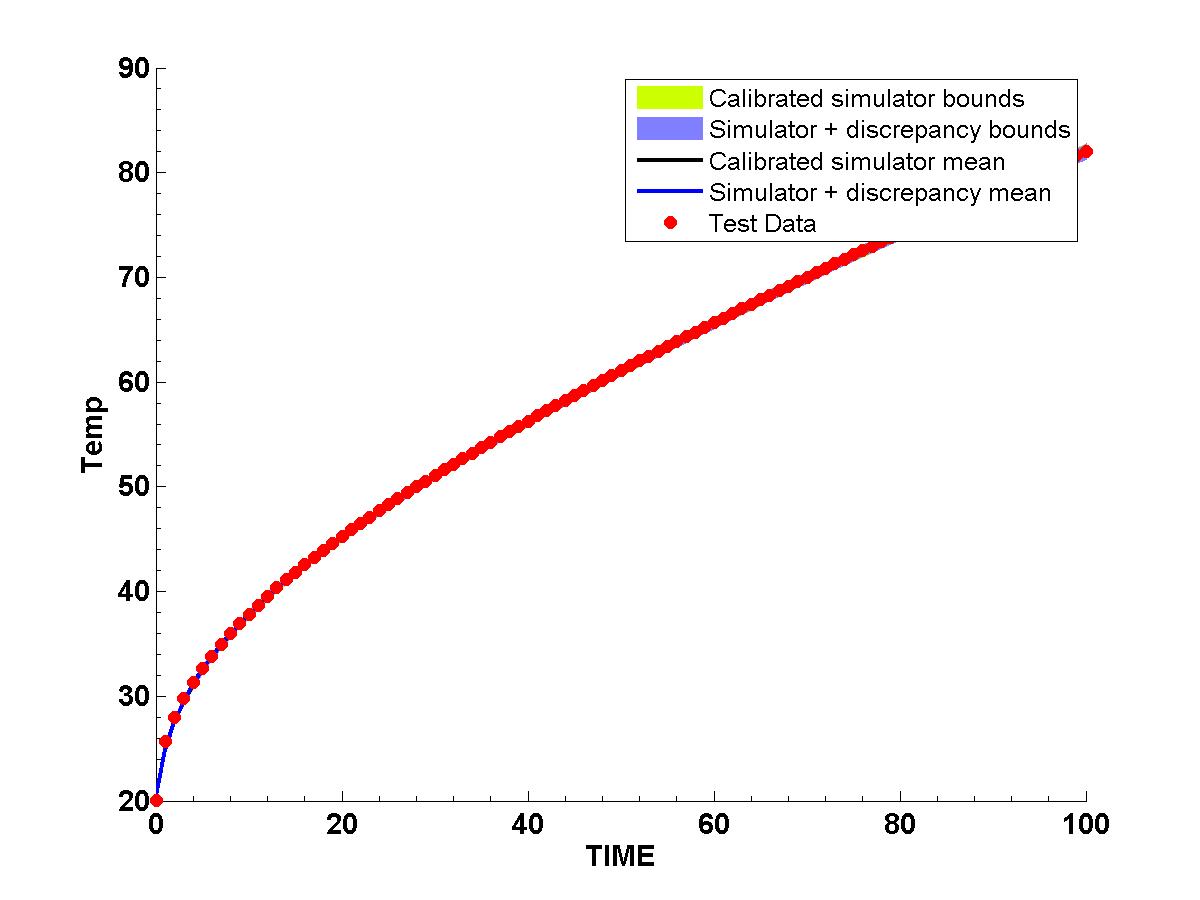 90
80
70
60
50
40
30
20
Temp
0
20
40
60
80
100
TIME
Calibrated simulator bounds
Simulator + discrepancy bounds
Calibrated simulator mean
Simulator + discrepancy mean
Test Data